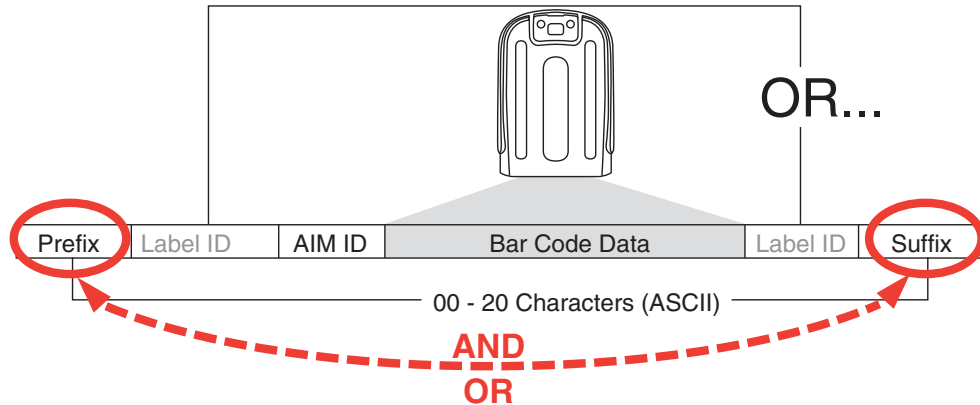 OR...
Prefix Label ID AIM ID Bar Code Data Label ID Suffix
00 - 20 Characters (ASCII)
AND
OR